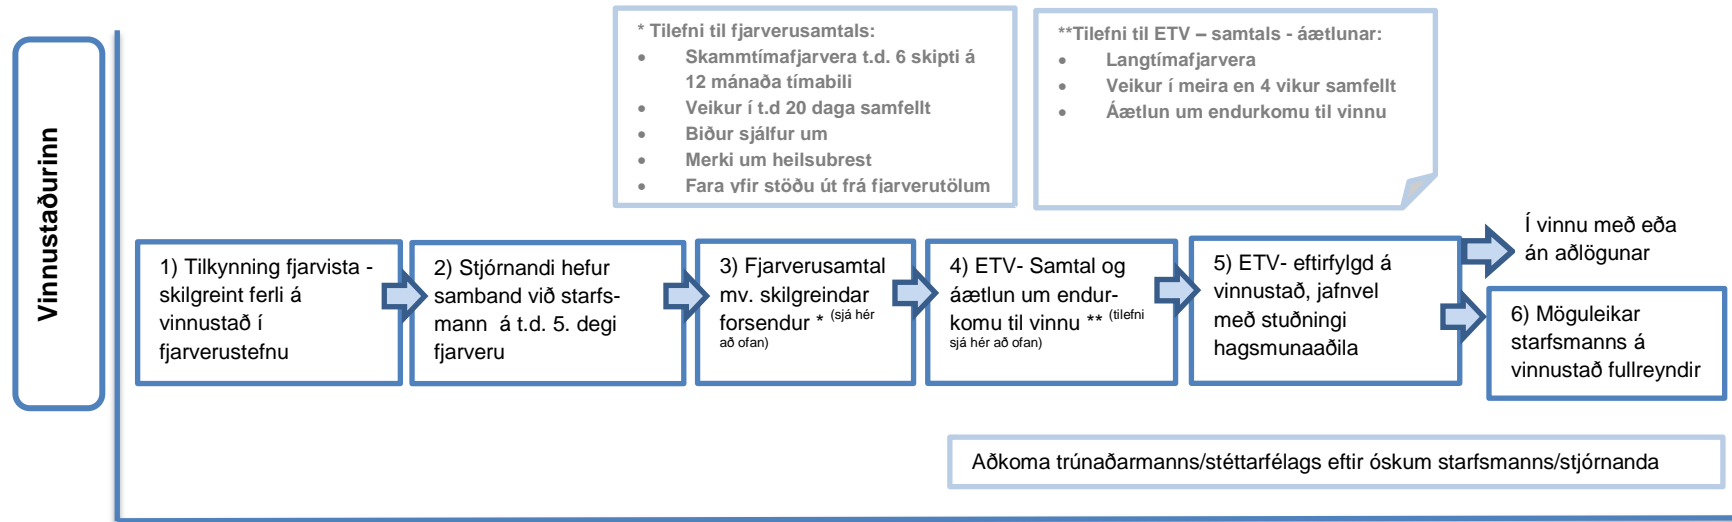 Vinnustaðurinn
* Tilefni til fjarverusamtals:
• Skammtímafjarvera t.d. 6 skipti á
12 mánaða tímabili
• Veikur í t.d 20 daga samfellt
• Biður sjálfur um
• Merki um heilsubrest
• Fara yfir stöðu út frá fjarverutölum
**Tilefni til ETV – samtals - áætlunar:
• Langtímafjarvera
• Veikur í meira en 4 vikur samfellt
• Áætlun um endurkomu til vinnu
1) Tilkynning fjarvista -
skilgreint ferli á
vinnustað í
fjarverustefnu
2) Stjórnandi hefur
samband við starfs-
mann á t.d. 5. degi
fjarveru
3) Fjarverusamtal
mv. skilgreindar
forsendur * (sjá hér
að ofan)
4) ETV- Samtal og
áætlun um endur-
komu til vinnu ** (tilefni
sjá hér að ofan)
5) ETV- eftirfylgd á
vinnustað, jafnvel
með stuðningi
hagsmunaaðila
Í vinnu með eða
án aðlögunar
6) Möguleikar
starfsmanns á
vinnustað fullreyndir
Aðkoma trúnaðarmanns/stéttarfélags eftir óskum starfsmanns/stjórnanda